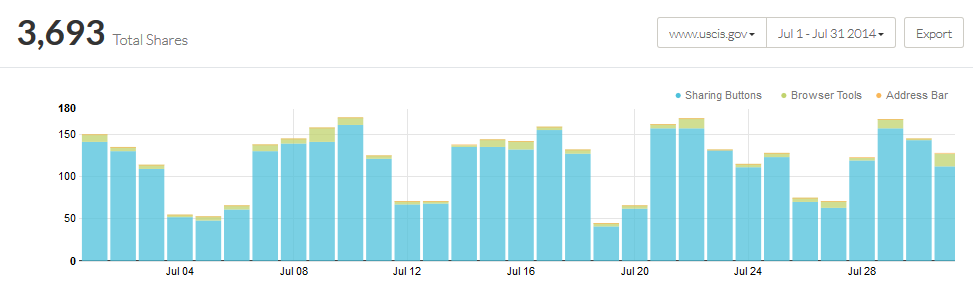 3,693 Total Shares
www.uscis.gov Jul 1 - Jul 31 2014 Export
Sharing Buttons Browser Tools Address Bar
180
150
100
50
0
Jul 04 Jul 08 Jul 12 Jul 16 Jul 20 Jul 24 Jul 28